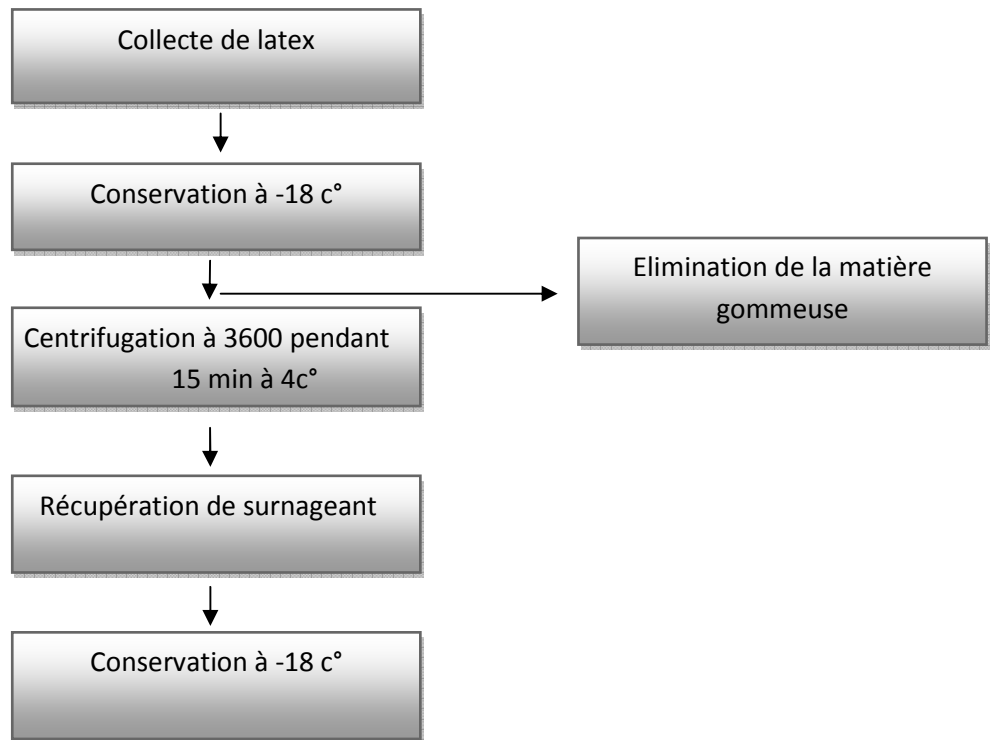 Collecte de latex
Conservation à -18 c°
Elimination de la matière
gommeuse
Centrifugation à 3600 pendant
15 min à 4c°
Récupération de surnageant
Conservation à -18 c°